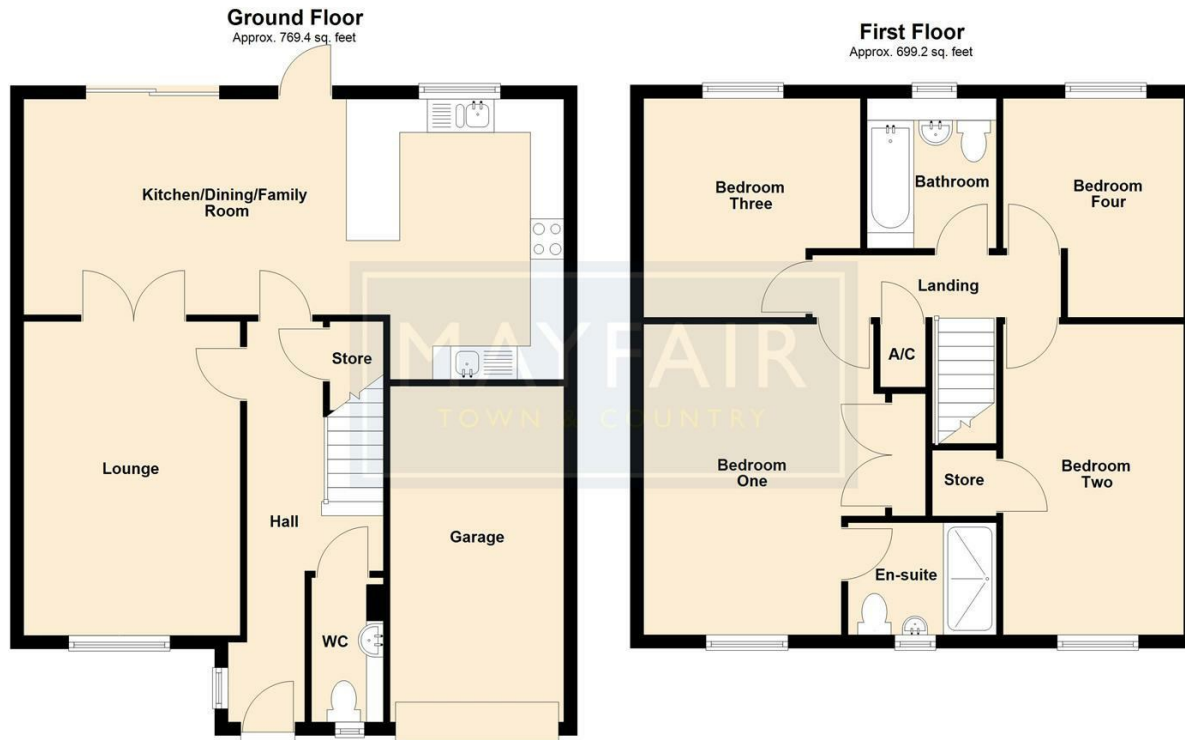 Ground Floor
Approx. 769.4 sq. feet
Kitchen/Dining/Family
Room
Store
Lounge
Hall
Garage
WC
First Floor
Approx. 699.2 sq. feet
Bedroom
Three
Bathroom
Bedroom
Four
Landing
A/C
Bedroom
One
Store
Bedroom
Two
En-suite
MAYFAIR
TOWN & COUNTRY